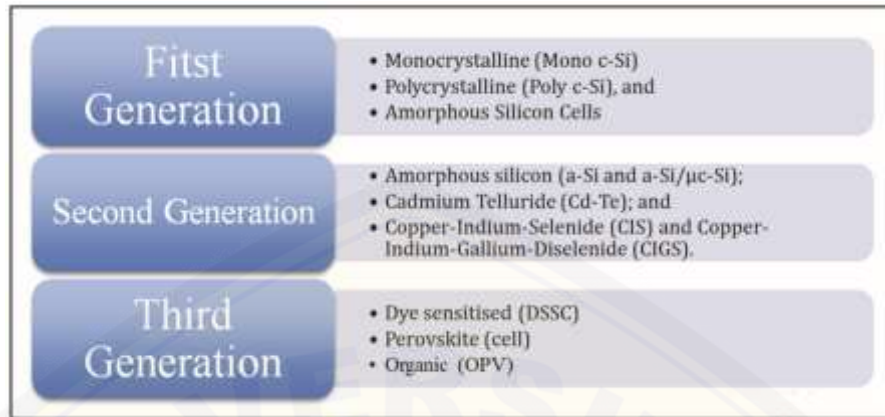 Fitst
Generation
• Monocrystalline (Mono c-Si)
• Polycrystalline (Poly c-Si), and
• Amorphous Silicon Cells
Second Generation
• Amorphous silicon (a-Si and a-Si/μc-Si);
• Cadmium Telluride (Cd-Te); and
• Copper-Indium-Selenide (CIS) and Copper-
Indium-Gallium-Diselenide (CIGS).
Third
Generation
• Dye sensitised (DSSC)
• Perovskite (cell)
• Organic (OPV)